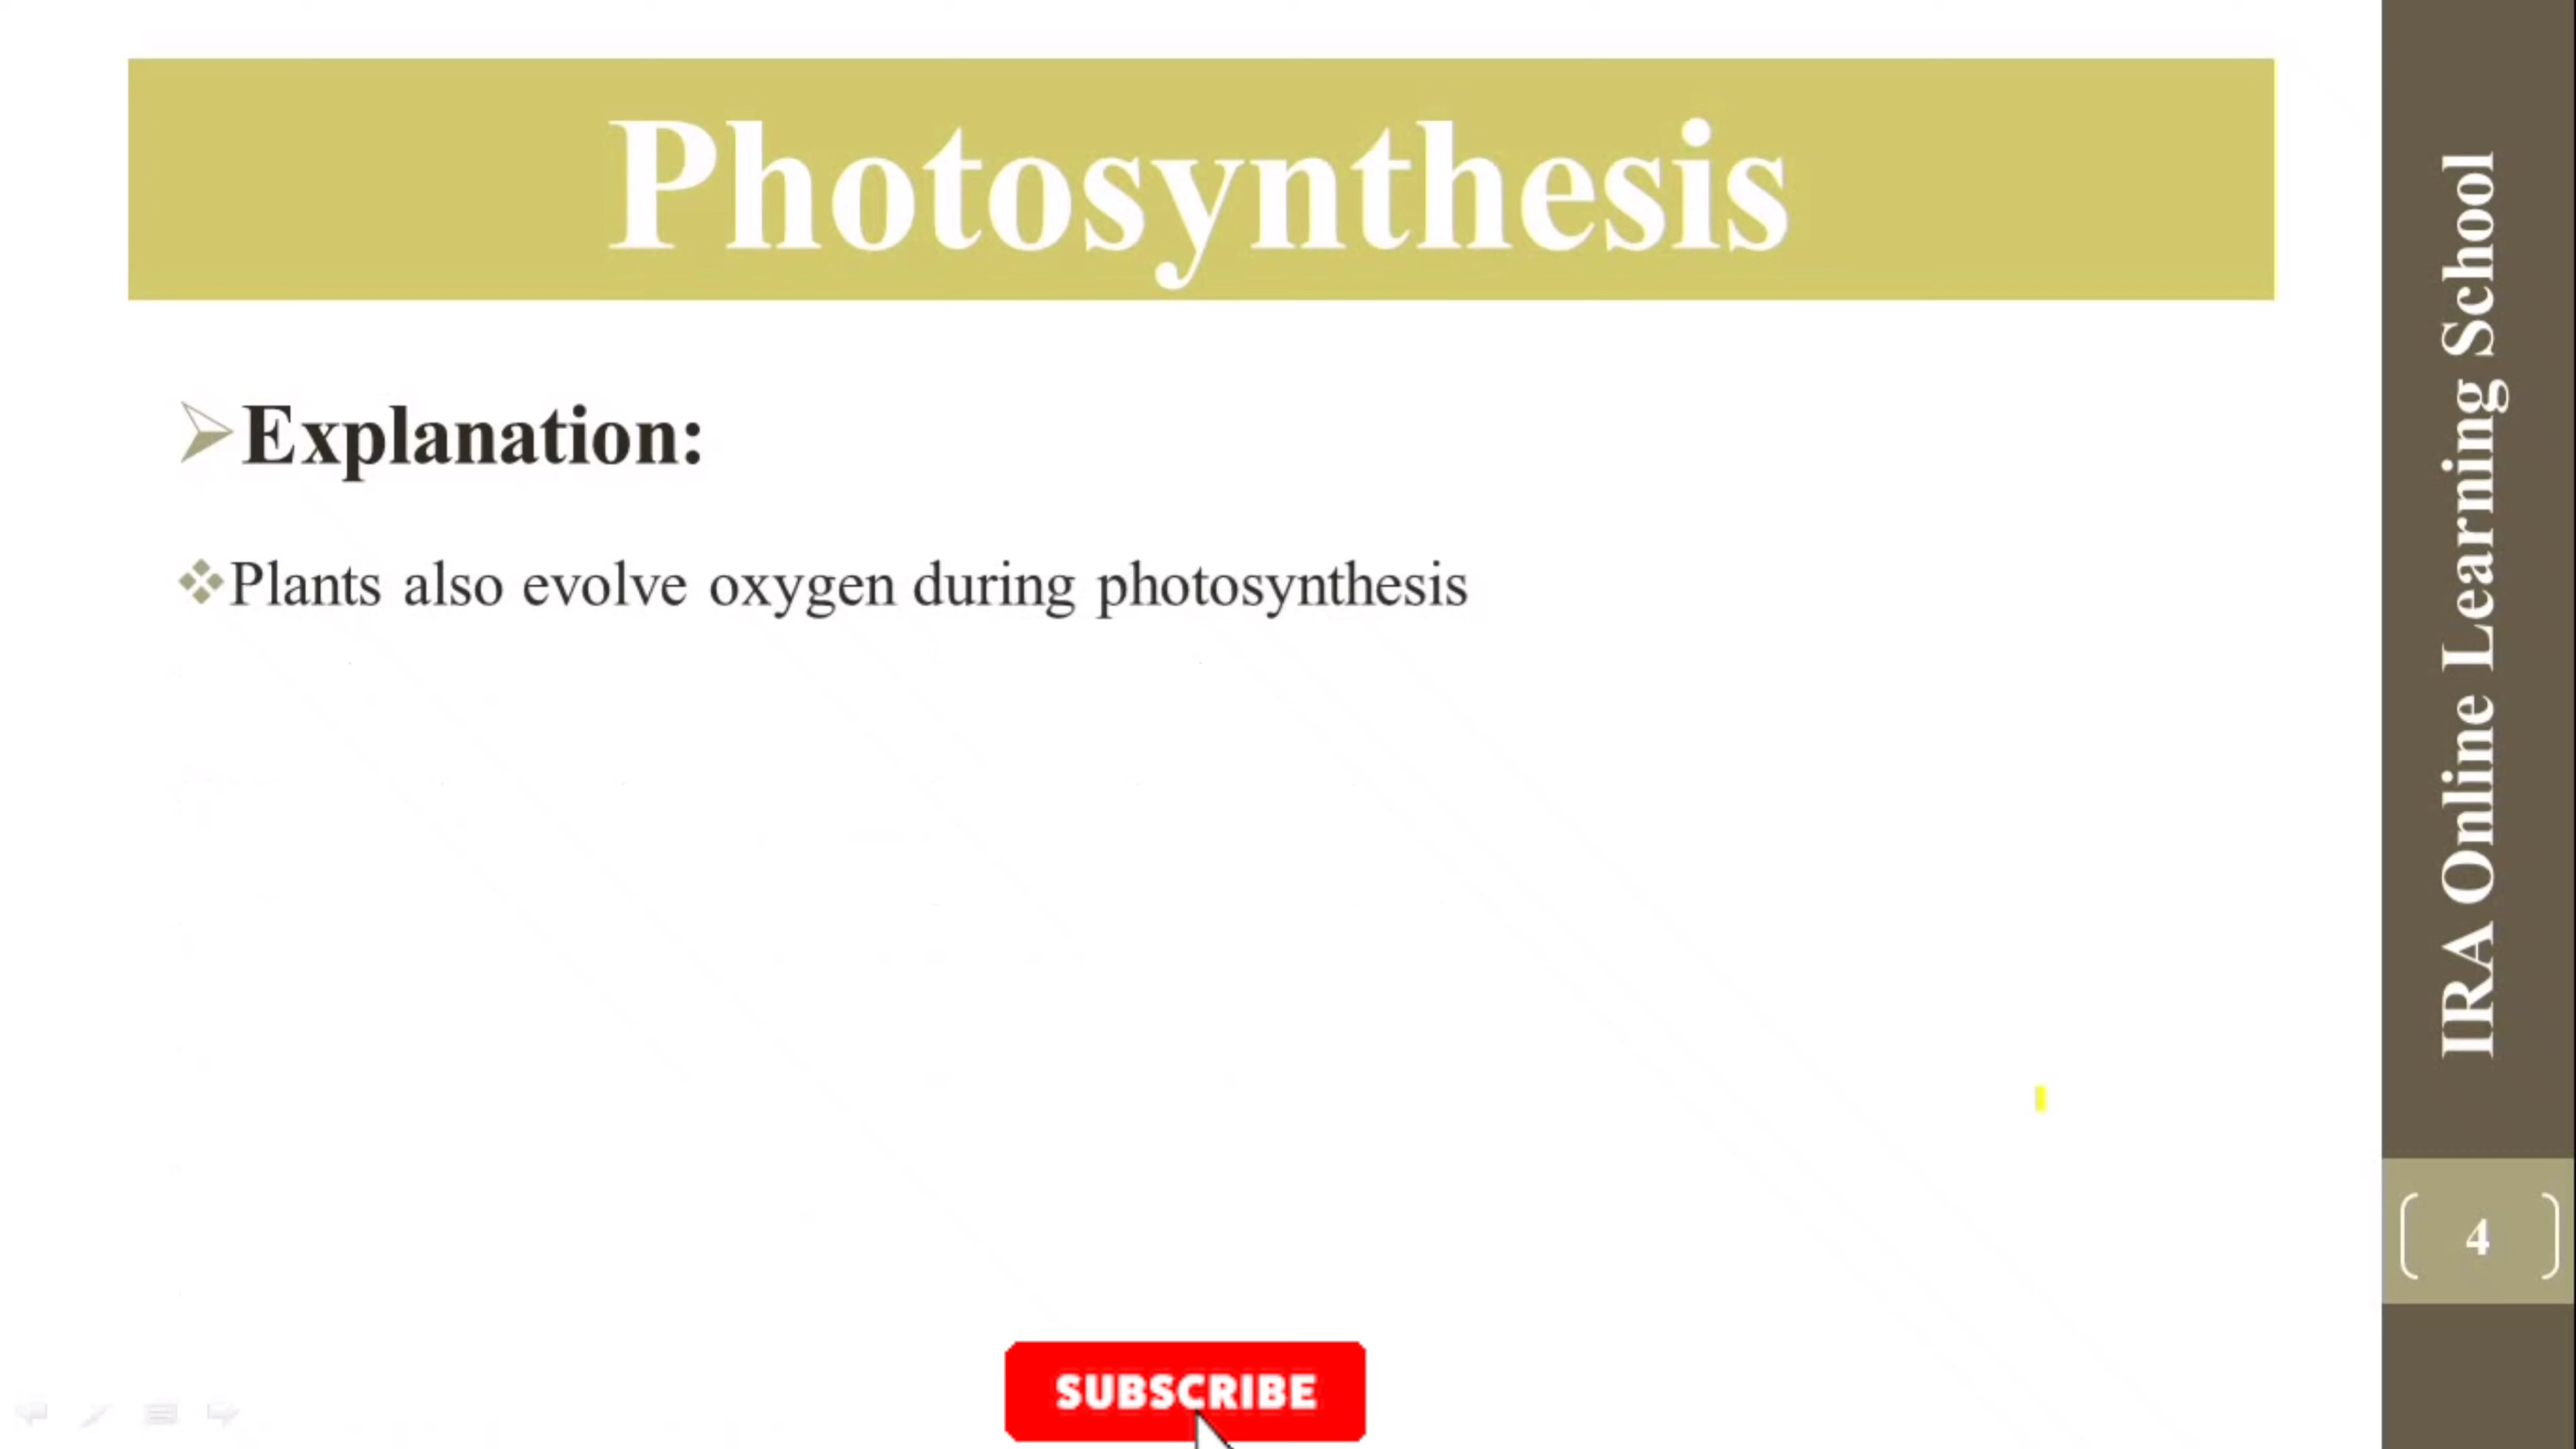 Photosynthesis
Explanation:
Plants also evolve oxygen during photosynthesis
IRA Online Learning School
4
SUBSCRIBE